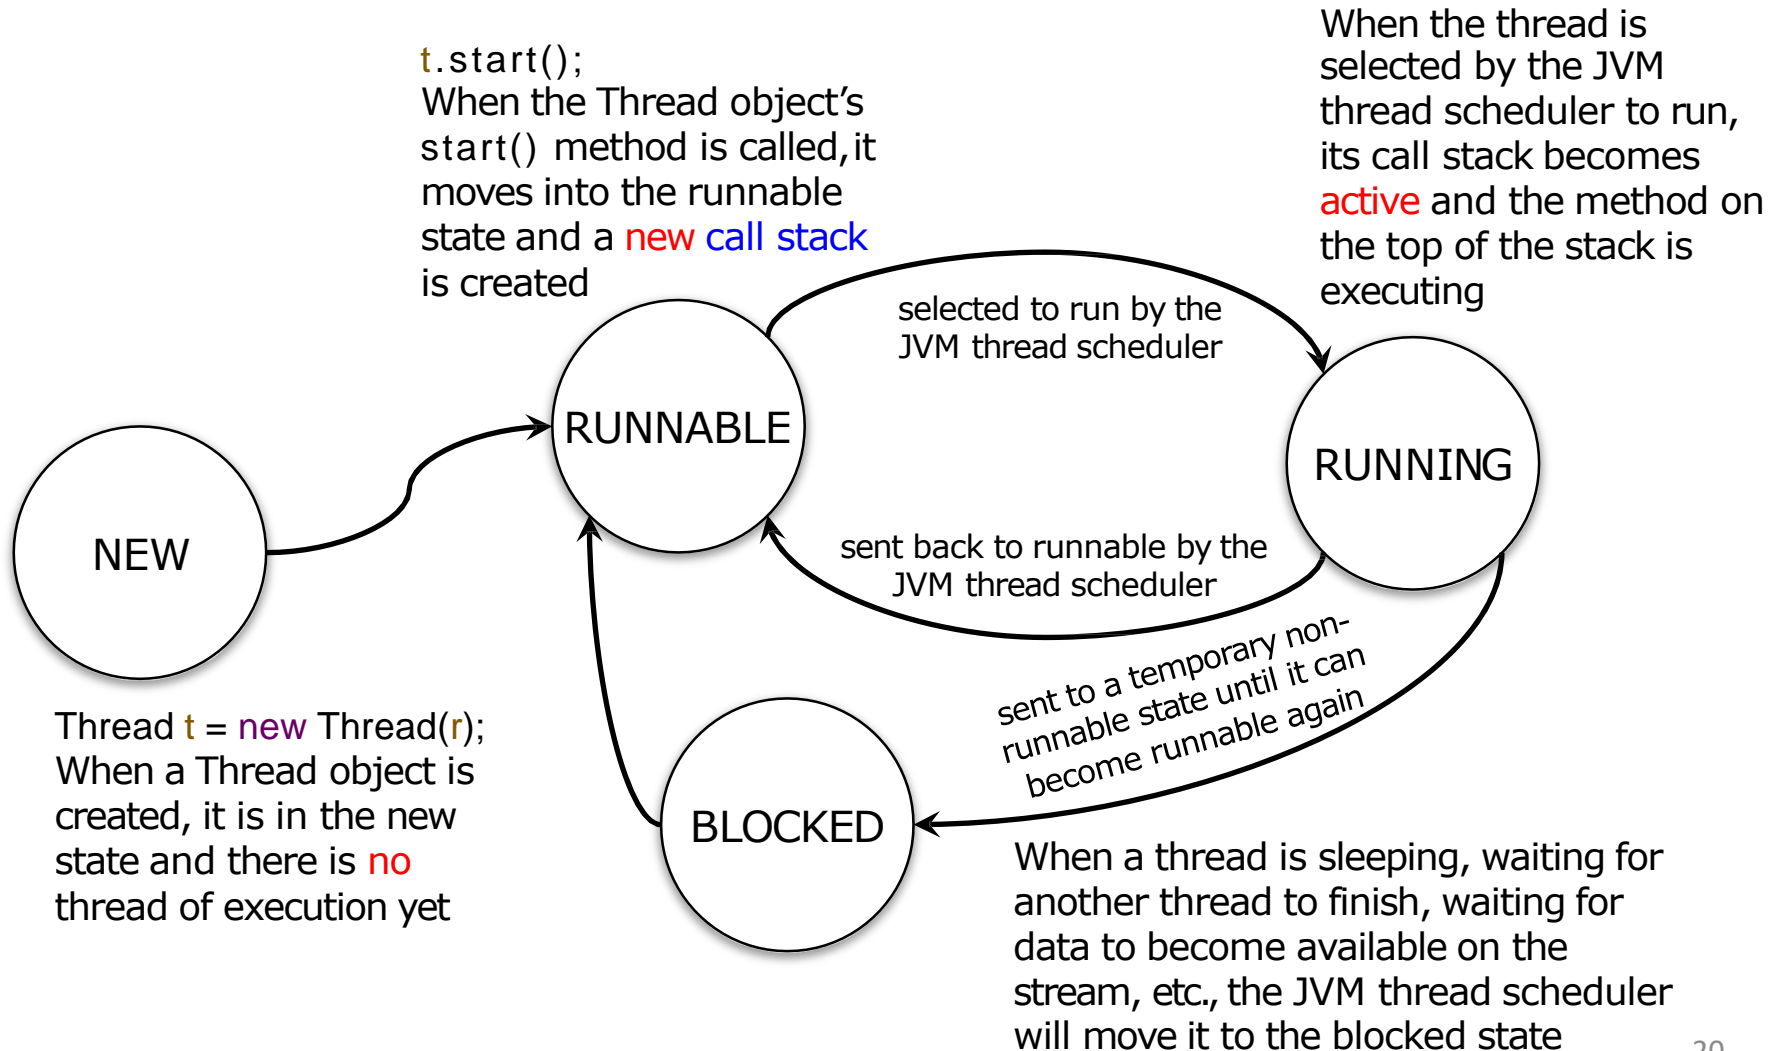 t.start();
When the Thread object’s
start() method is called, it
moves into the runnable
state and a new call stack
is created
When the thread is
selected by the JVM
thread scheduler to run,
its call stack becomes
active and the method on
the top of the stack is
executing
selected to run by the
JVM thread scheduler
RUNNABLE
RUNNING
NEW
sent back to runnable by the
JVM thread scheduler
sent to a temporary non-
runnable state until it can
become runnable again
Thread t = new Thread(r);
When a Thread object is
created, it is in the new
state and there is no
thread of execution yet
BLOCKED
When a thread is sleeping, waiting for
another thread to finish, waiting for
data to become available on the
stream, etc., the JVM thread scheduler
will move it to the blocked state